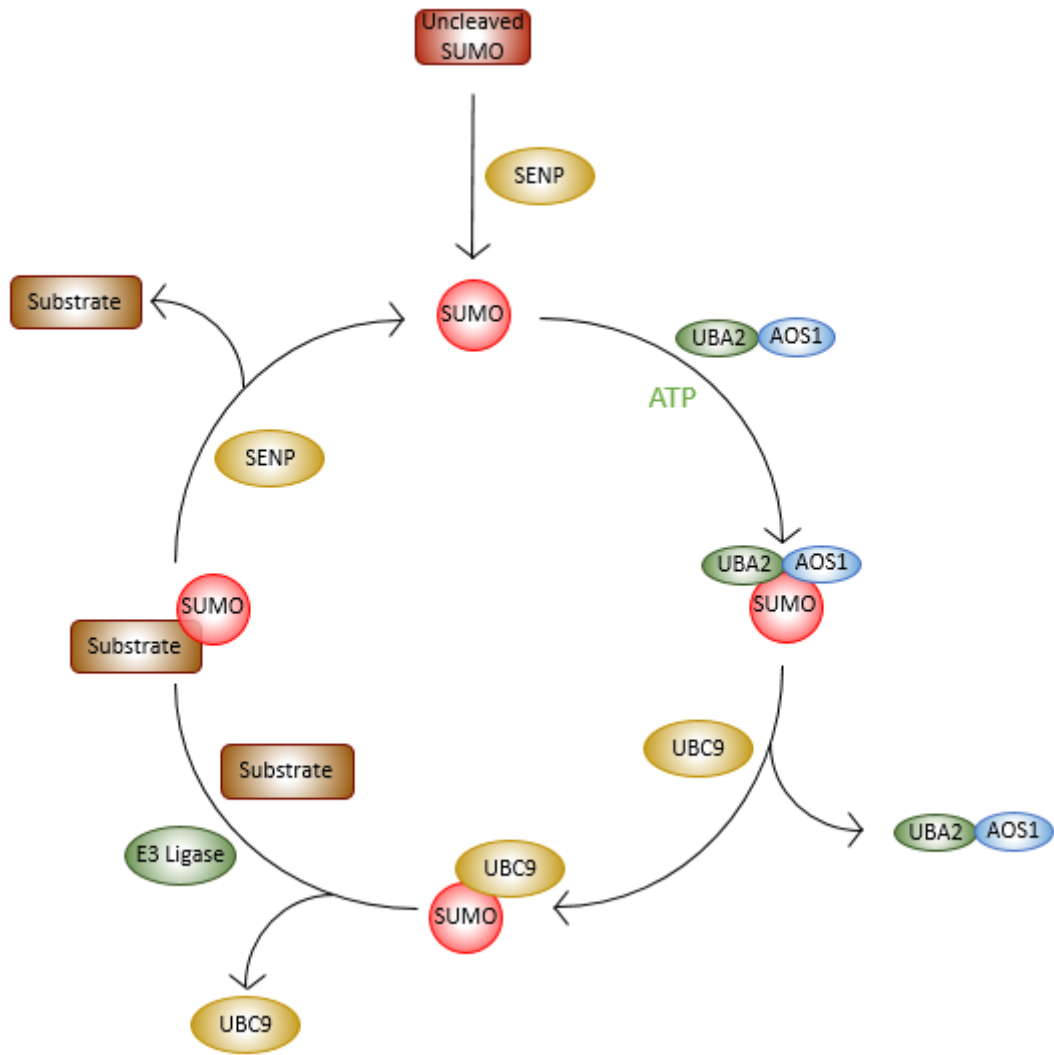 Uncleaved
SUMO
SENP
Substrate
SUMO
UBA2 AOS1
ATP
SENP
UBA2 AOS1
SUMO
SUMO
Substrate
UBC9
Substrate
UBA2 AOS1
E3 Ligase
UBC9
SUMO
UBC9